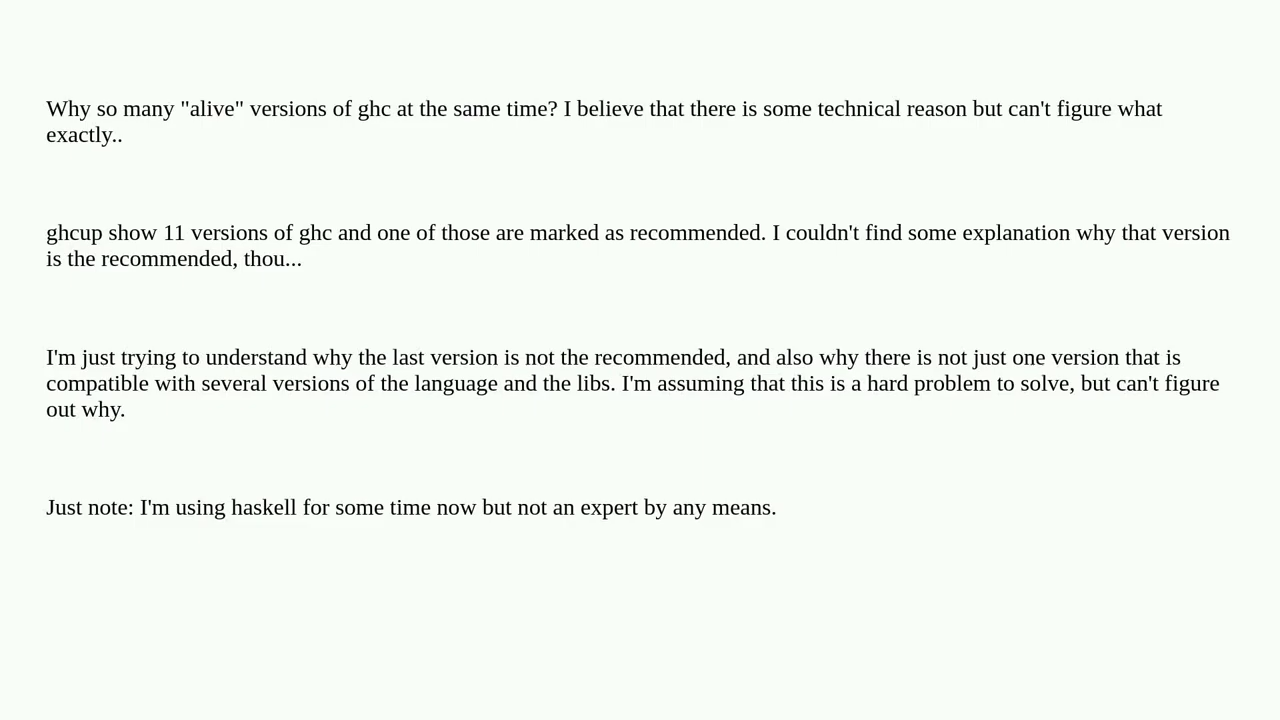 Why so many "alive" versions of ghc at the same time? I believe that there is some technical reason but can't figure what
exactly..
ghcup show 11 versions of ghc and one of those are marked as recommended. I couldn't find some explanation why that version
is the recommended, thou...
I'm just trying to understand why the last version is not the recommended, and also why there is not just one version that is
compatible with several versions of the language and the libs. I'm assuming that this is a hard problem to solve, but can't figure
out why.
Just note: I'm using haskell for some time now but not an expert by any means.